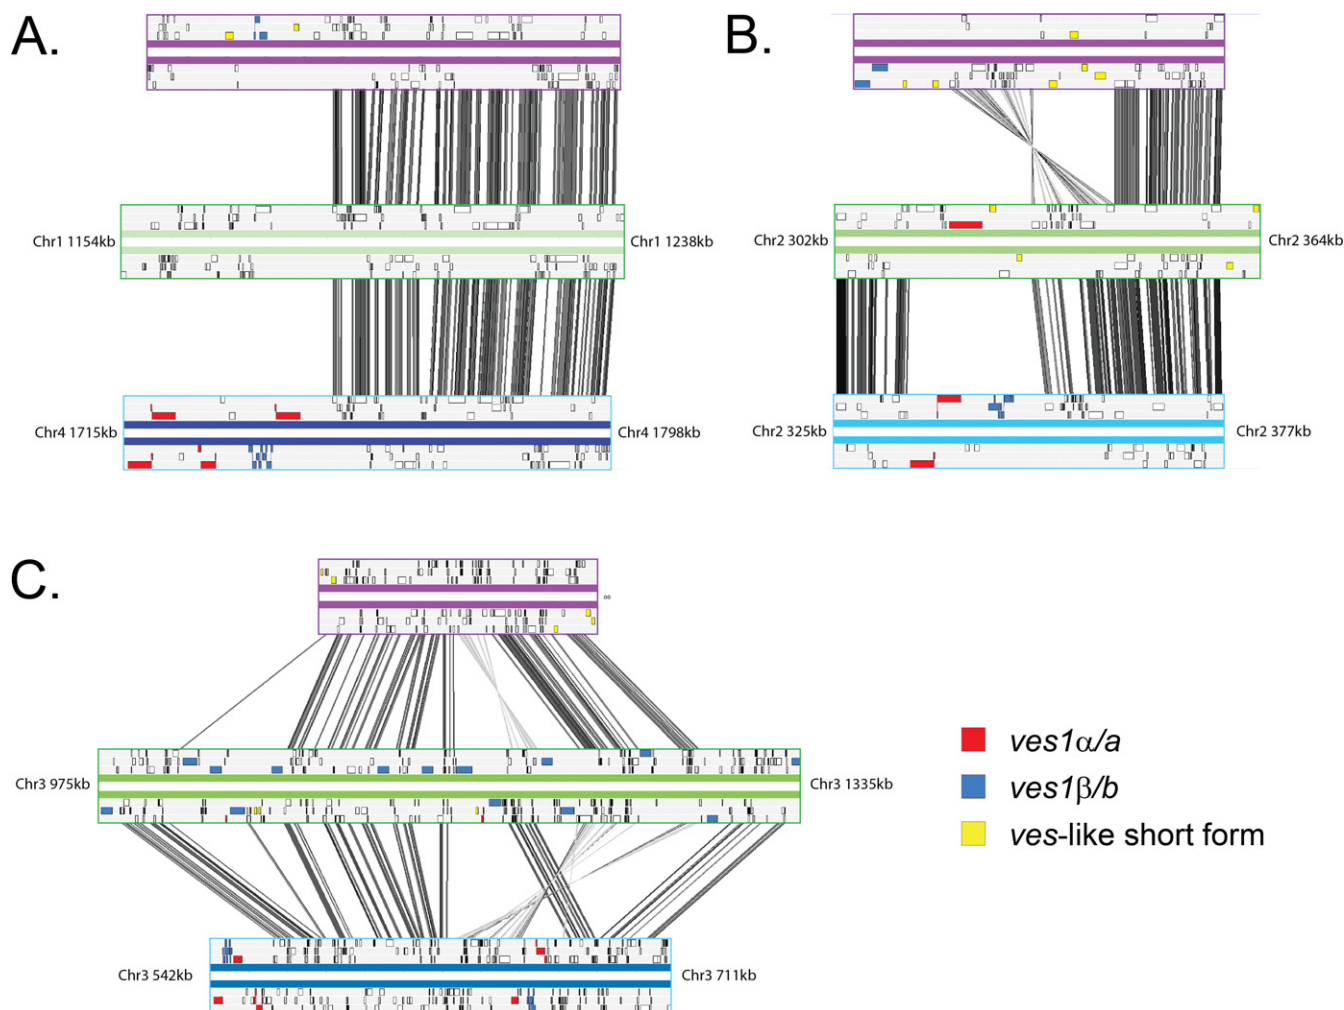 A.
B.
Chr1 1154kb
Chr1 1238kb
Chr2 302kb
Chr2 364kb
Chr4 1715kb
Chr4 1798kb
Chr2 325kb
Chr2 377kb
C.
Chr3 975kb
Chr3 1335kb
Chr3 542kb
Chr3 711kb
ves1α/a
ves1β/b
ves-like short form